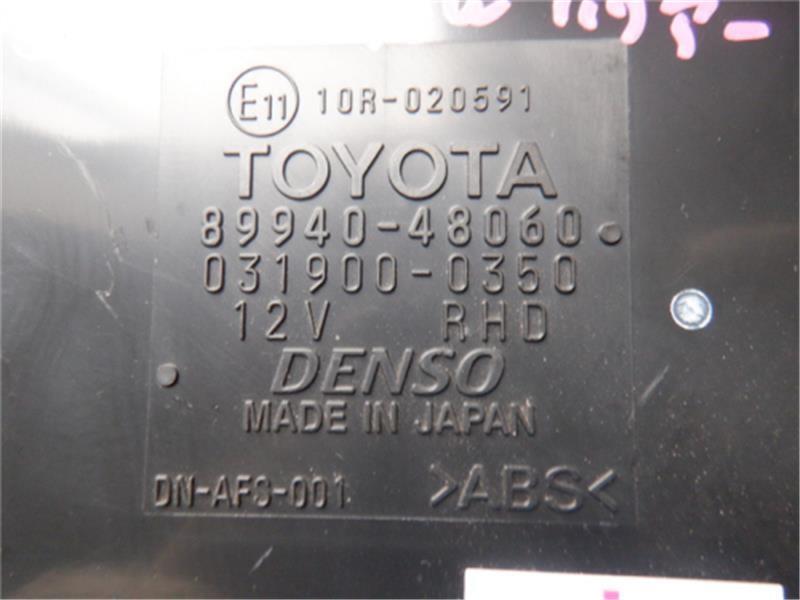 E11 10R-020591
TOYOTA
89940-48060
031900-0350
12V. RHD
DENSO
MADE IN JAPAN
DN-AFS-001 >ABS<